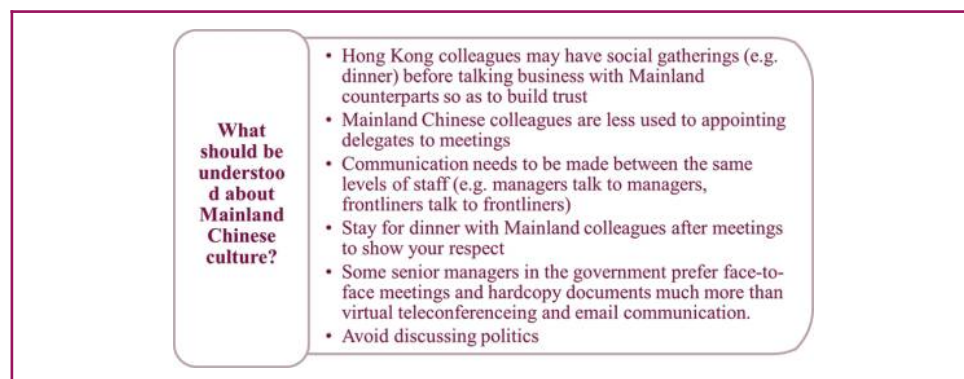 What
should be
understoo
d about
Mainland
Chinese
culture?
• Hong Kong colleagues may have social gatherings (e.g.
dinner) before talking business with Mainland
counterparts so as to build trust
• Mainland Chinese colleagues are less used to appointing
delegates to meetings
• Communication needs to be made between the same
levels of staff (e.g. managers talk to managers,
frontliners talk to frontliners)
• Stay for dinner with Mainland colleagues after meetings
to show your respect
• Some senior managers in the government prefer face-to-
face meetings and hardcopy documents much more than
virtual teleconferenceing and email communication.
• Avoid discussing politics